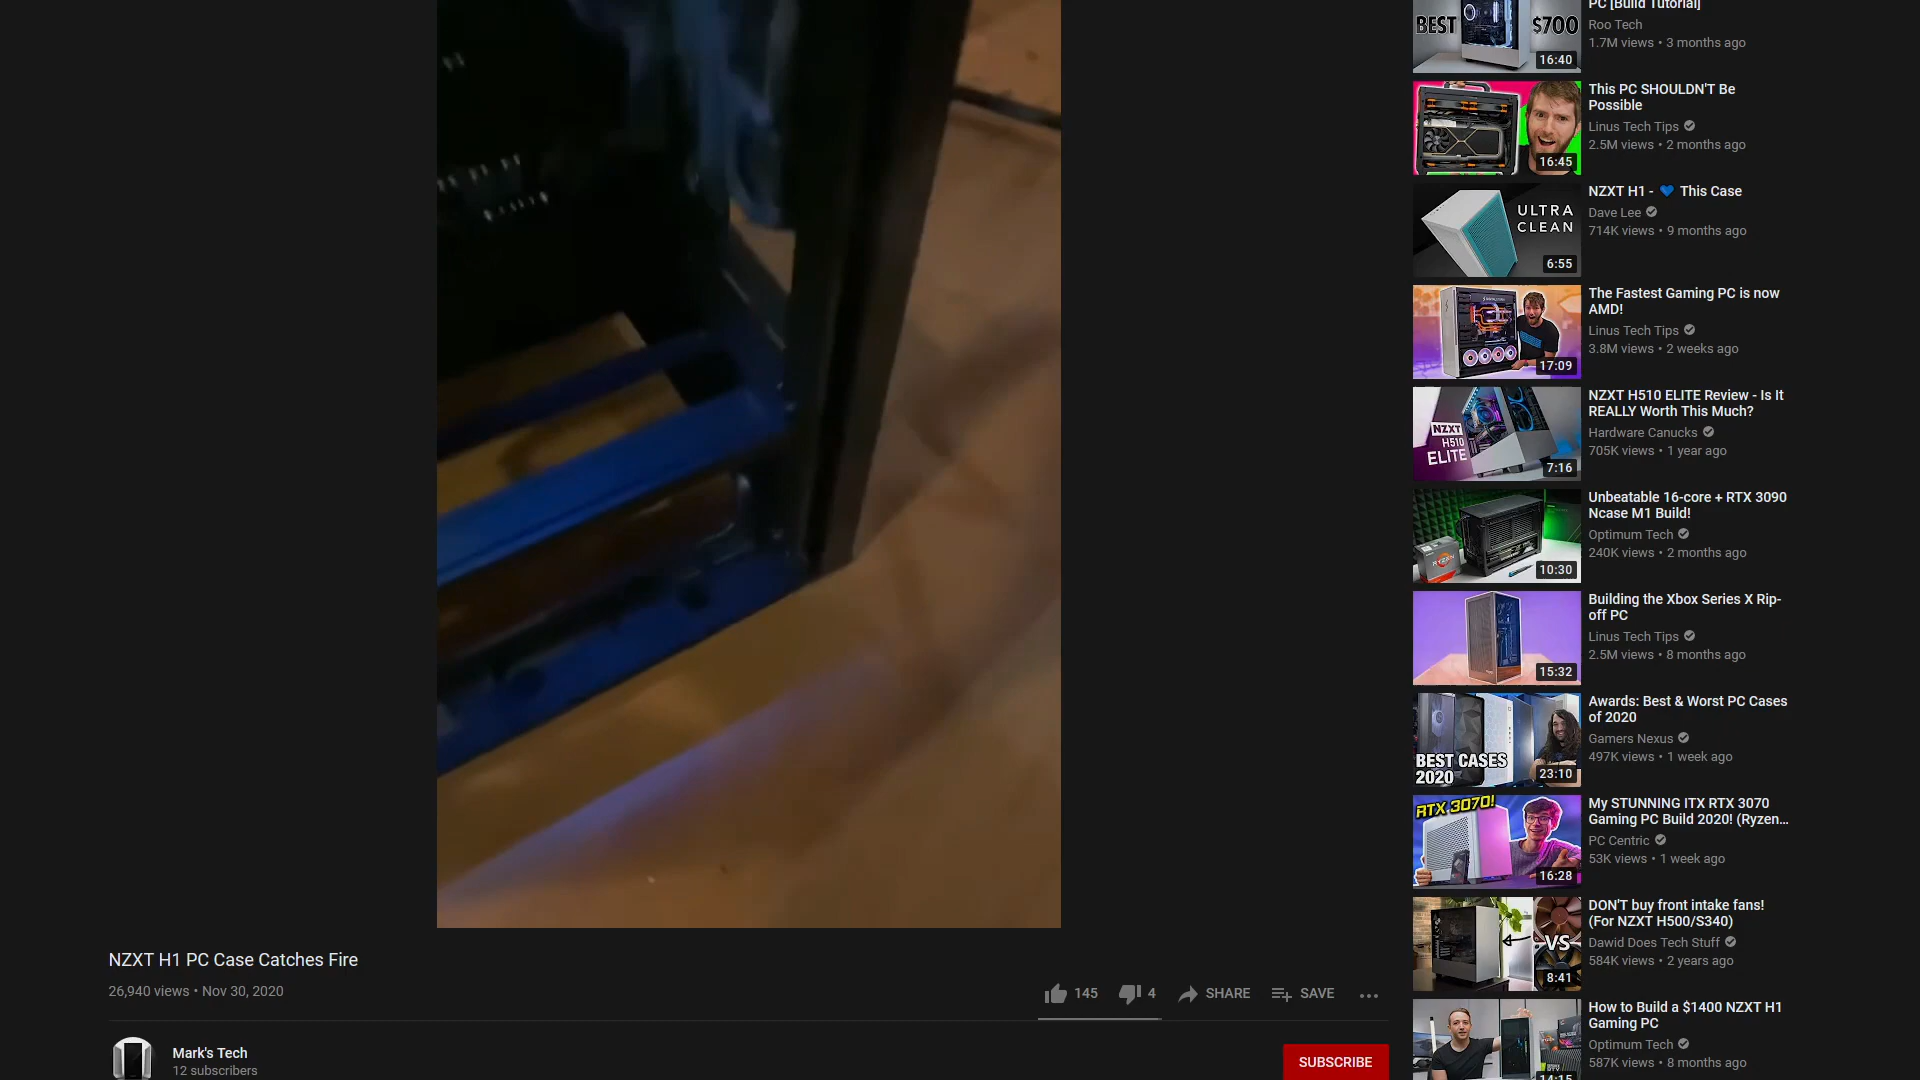 NZXT H1 PC Case Catches Fire
26,940 views • Nov 30, 2020
145
4
SHARE
SAVE
Mark's Tech
12 subscribers
SUBSCRIBE
BEST
$700
16:40
PC [Build Tutorial]
Roo Tech
1.7M views • 3 months ago
16:45
This PC SHOULDN'T Be
Possible
Linus Tech Tips
2.5M views • 2 months ago
ULTRA
CLEAN
6:55
NZXT H1 - 💙 This Case
Dave Lee
714K views • 9 months ago
17:09
The Fastest Gaming PC is now
AMD!
Linus Tech Tips
3.8M views • 2 weeks ago
NZXT
H510
ELITE
7:16
NZXT H510 ELITE Review - Is It
REALLY Worth This Much?
Hardware Canucks
705K views • 1 year ago
RYZEN
10:30
Unbeatable 16-core + RTX 3090
Ncase M1 Build!
Optimum Tech
240K views • 2 months ago
15:32
Building the Xbox Series X Rip-
off PC
Linus Tech Tips
2.5M views • 8 months ago
BEST CASES
2020
23:10
Awards: Best & Worst PC Cases
of 2020
Gamers Nexus
497K views • 1 week ago
RTX 3070!
16:28
My STUNNING ITX RTX 3070
Gaming PC Build 2020! (Ryzen...
PC Centric
53K views • 1 week ago
VS
8:41
DON'T buy front intake fans!
(For NZXT H500/S340)
Dawid Does Tech Stuff
584K views • 2 years ago
14:15
How to Build a $1400 NZXT H1
Gaming PC
Optimum Tech
587K views • 8 months ago